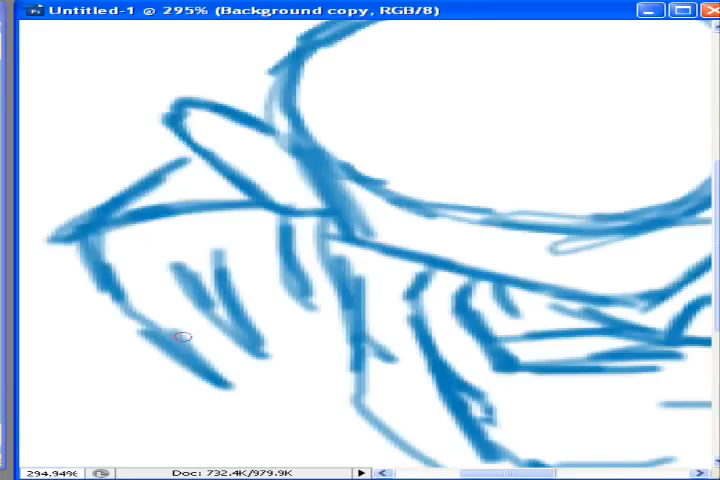 Untitled-1 @ 295% (Background copy, RGB/8)
294.94% Doc: 732.4K/979.9K